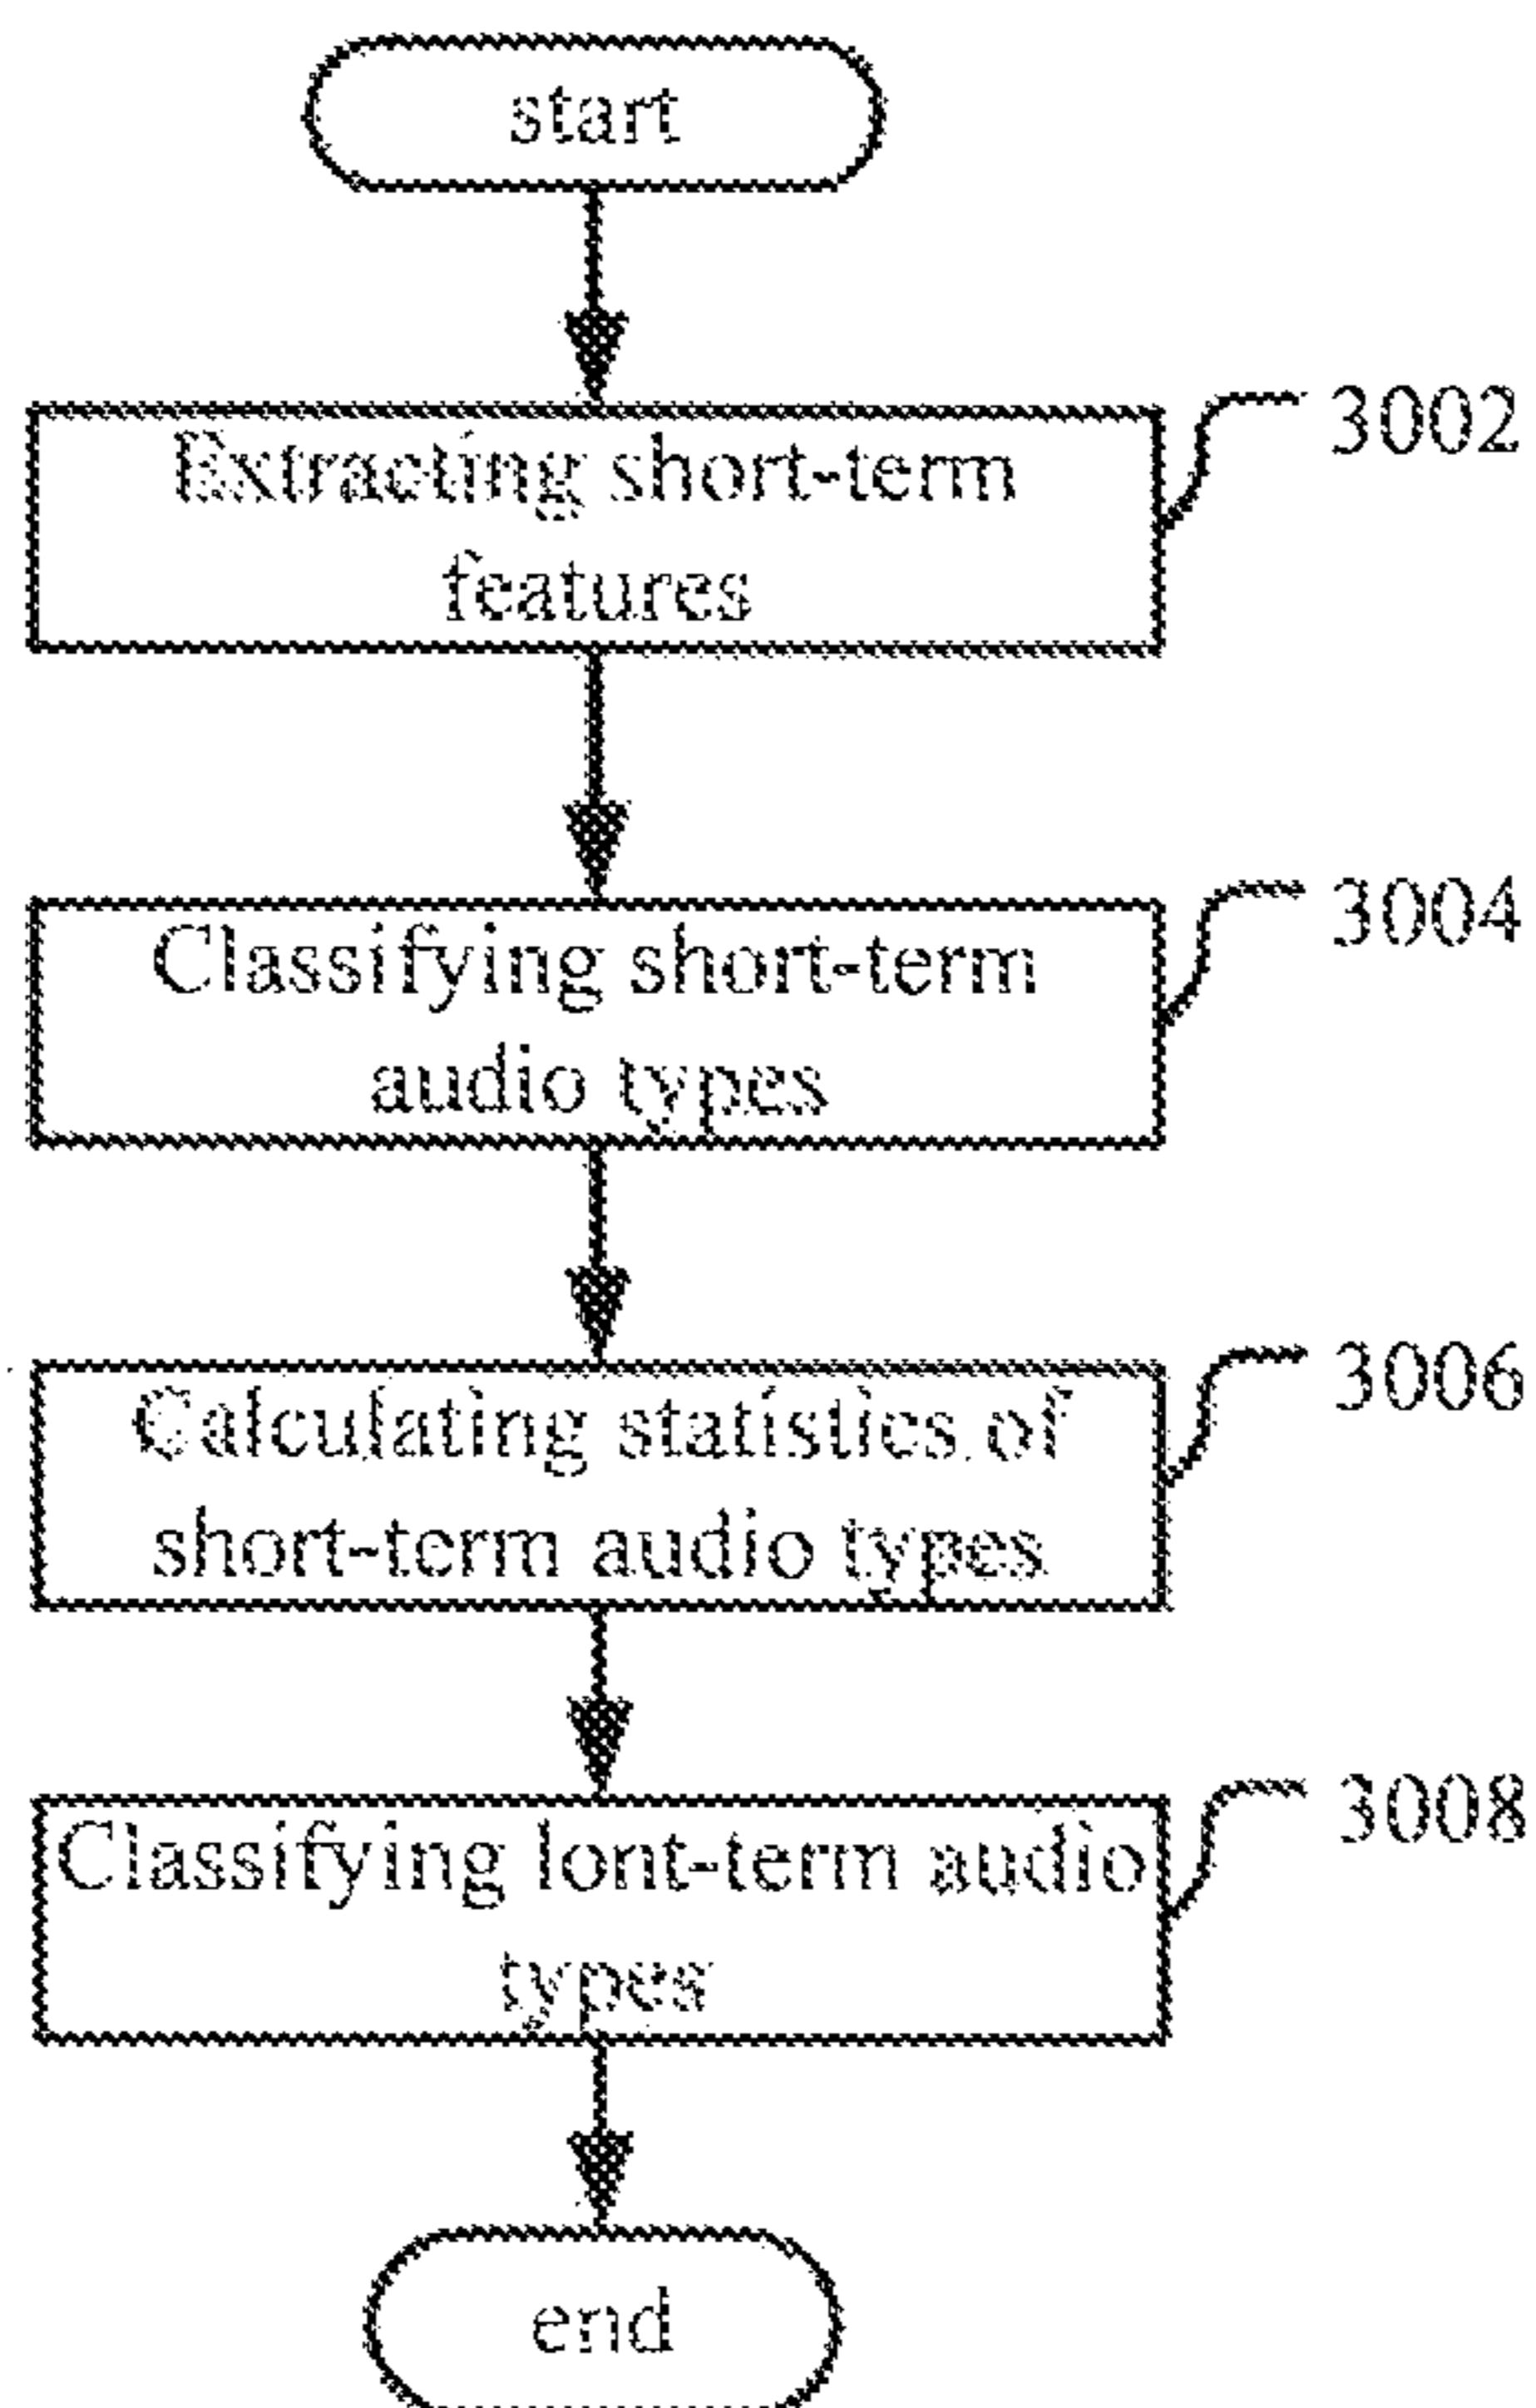 start
3002
Extracting short-term
features
3004
Classifying short-term
audio types
3006
Calculating statistics of
short-term audio types
3008
Classifying lont-term audio
types
end